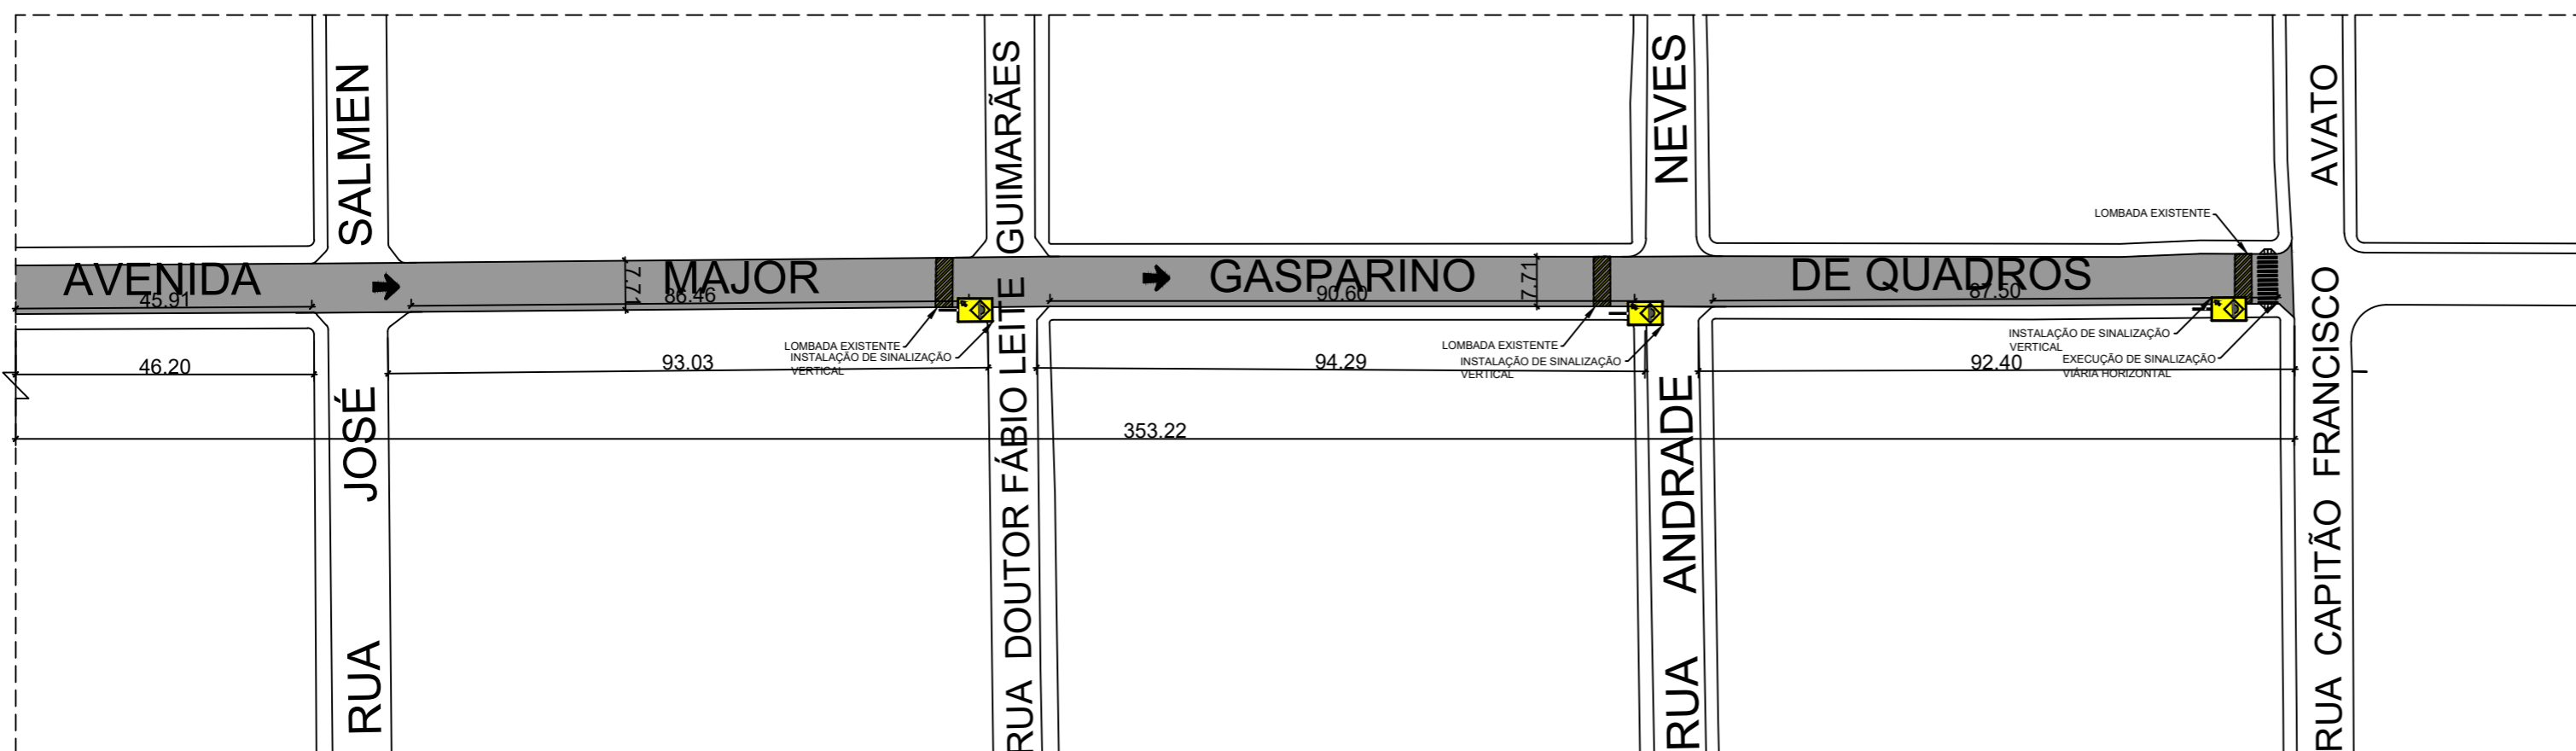 SALMEN
GUIMARÃES
NEVES
AVATO
LOMBADA EXISTENTE
AVENIDA MAJOR GASPARINO DE QUADROS
45.91
7.71
86.46
90.60
7.71
87.50
LOMBADA EXISTENTE
INSTALAÇÃO DE SINALIZAÇÃO
VERTICAL
LOMBADA EXISTENTE
INSTALAÇÃO DE SINALIZAÇÃO
VERTICAL
INSTALAÇÃO DE SINALIZAÇÃO
VERTICAL
EXECUÇÃO DE SINALIZAÇÃO
VIÁRIA HORIZONTAL
46.20
93.03
94.29
92.40
353.22
RUA JOSÉ
RUA DOUTOR FÁBIO LEITE
RUA ANDRADE
RUA CAPITÃO FRANCISCO